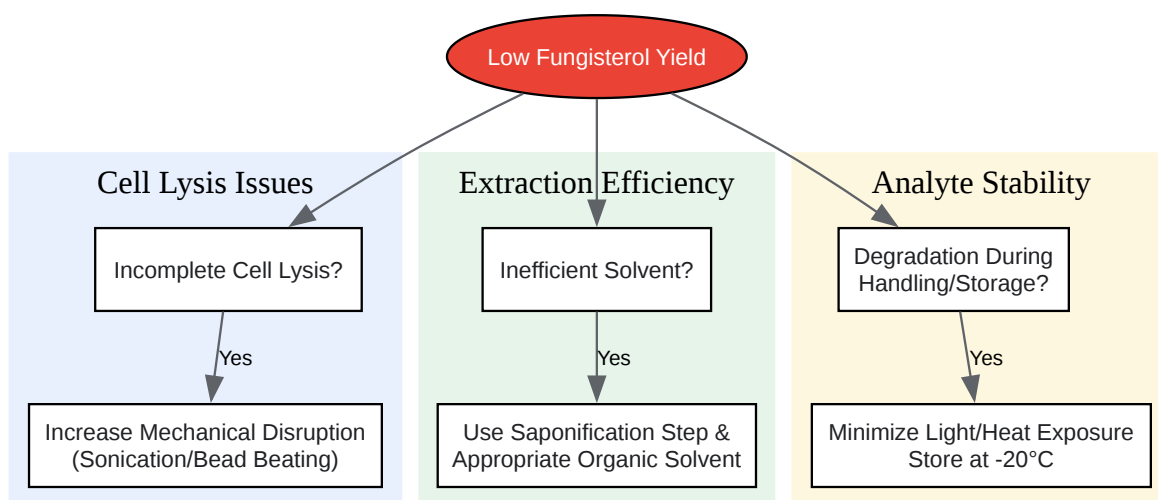 Low Fungisterol Yield
Cell Lysis Issues
Extraction Efficiency
Analyte Stability
Incomplete Cell Lysis?
Inefficient Solvent?
Degradation During
Handling/Storage?
Yes
Yes
Yes
Increase Mechanical Disruption
(Sonication/Bead Beating)
Use Saponification Step &
Appropriate Organic Solvent
Minimize Light/Heat Exposure
Store at -20°C